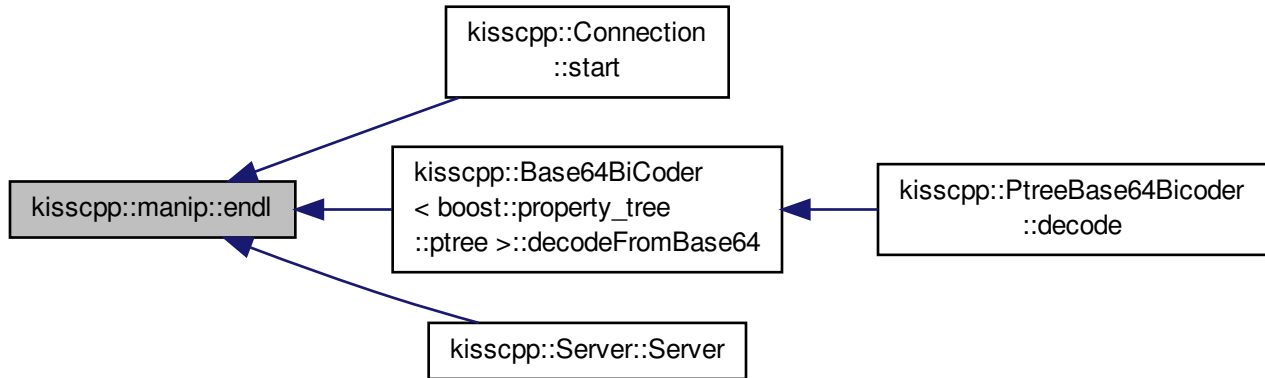 kisscpp::Connection
::start
kisscpp::manip::endl
kisscpp::Base64BiCoder
< boost::property_tree
::ptree >::decodeFromBase64
kisscpp::PtreeBase64Bicoder
::decode
kisscpp::Server::Server